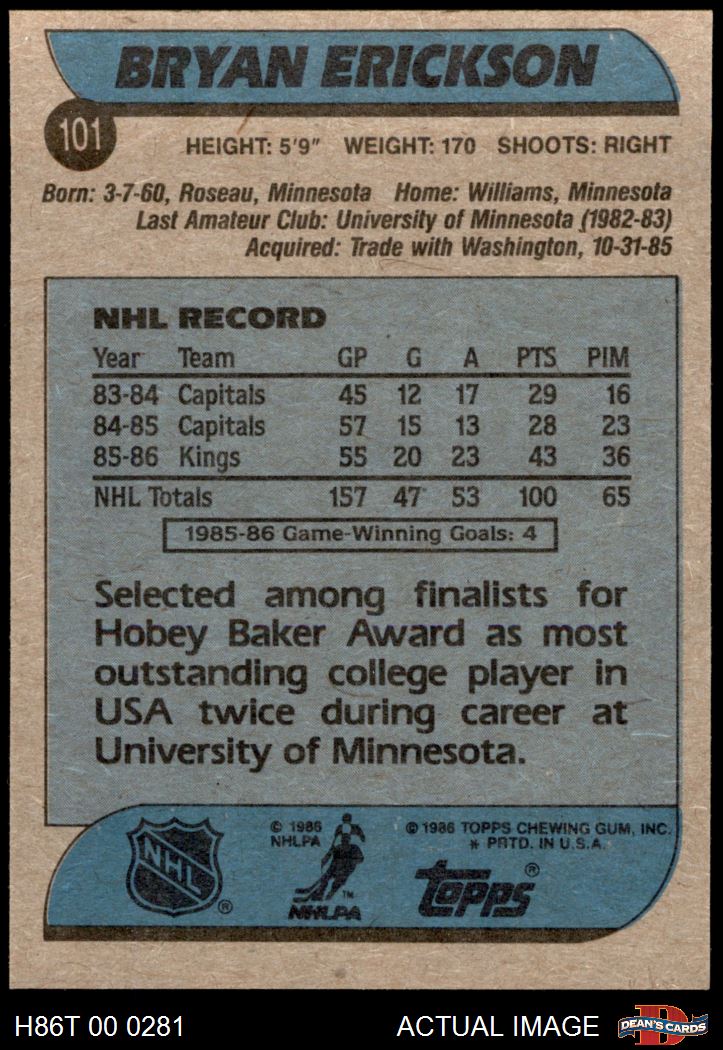 BRYAN ERICKSON
101
HEIGHT: 5'9" WEIGHT: 170 SHOOTS: RIGHT
Born: 3-7-60, Roseau, Minnesota Home: Williams, Minnesota
Last Amateur Club: University of Minnesota (1982-83)
Acquired: Trade with Washington, 10-31-85
NHL RECORD
Year Team GP G A PTS PIM
83-84 Capitals 45 12 17 29 16
84-85 Capitals 57 15 13 28 23
85-86 Kings 55 20 23 43 36
NHL Totals 157 47 53 100 65
1985-86 Game-Winning Goals: 4
Selected among finalists for
Hobey Baker Award as most
outstanding college player in
USA twice during career at
University of Minnesota.
NHL ®
© 1986
NHLPA
™
NHLPA
© 1986 TOPPS CHEWING GUM, INC.
* PRTD. IN U.S.A.
Topps ®
H86T 00 0281 ACTUAL IMAGE
D
DEAN'S CARDS